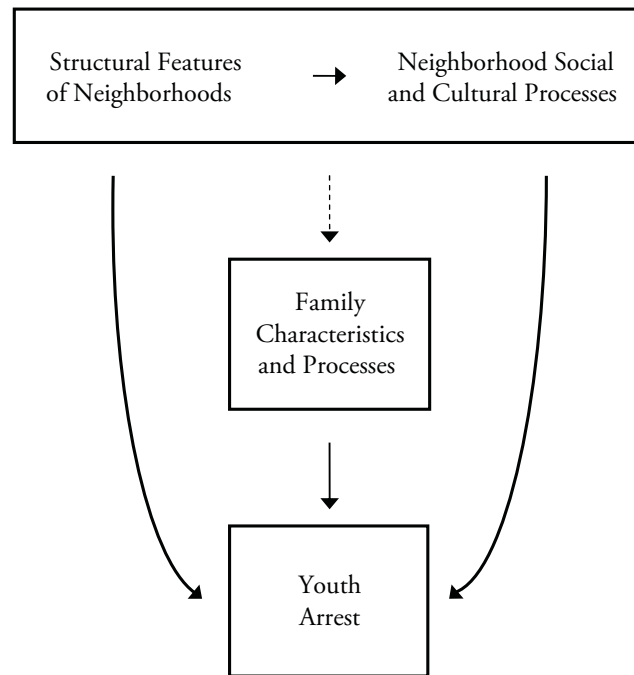 Structural Features
of Neighborhoods
Neighborhood Social
and Cultural Processes
Family
Characteristics
and Processes
Youth
Arrest